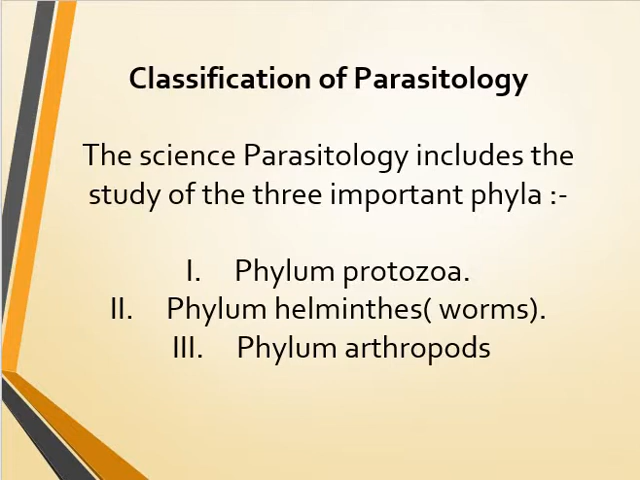 Classification of Parasitology
The science Parasitology includes the
study of the three important phyla :-
I. Phylum protozoa.
II. Phylum helminthes( worms).
III. Phylum arthropods